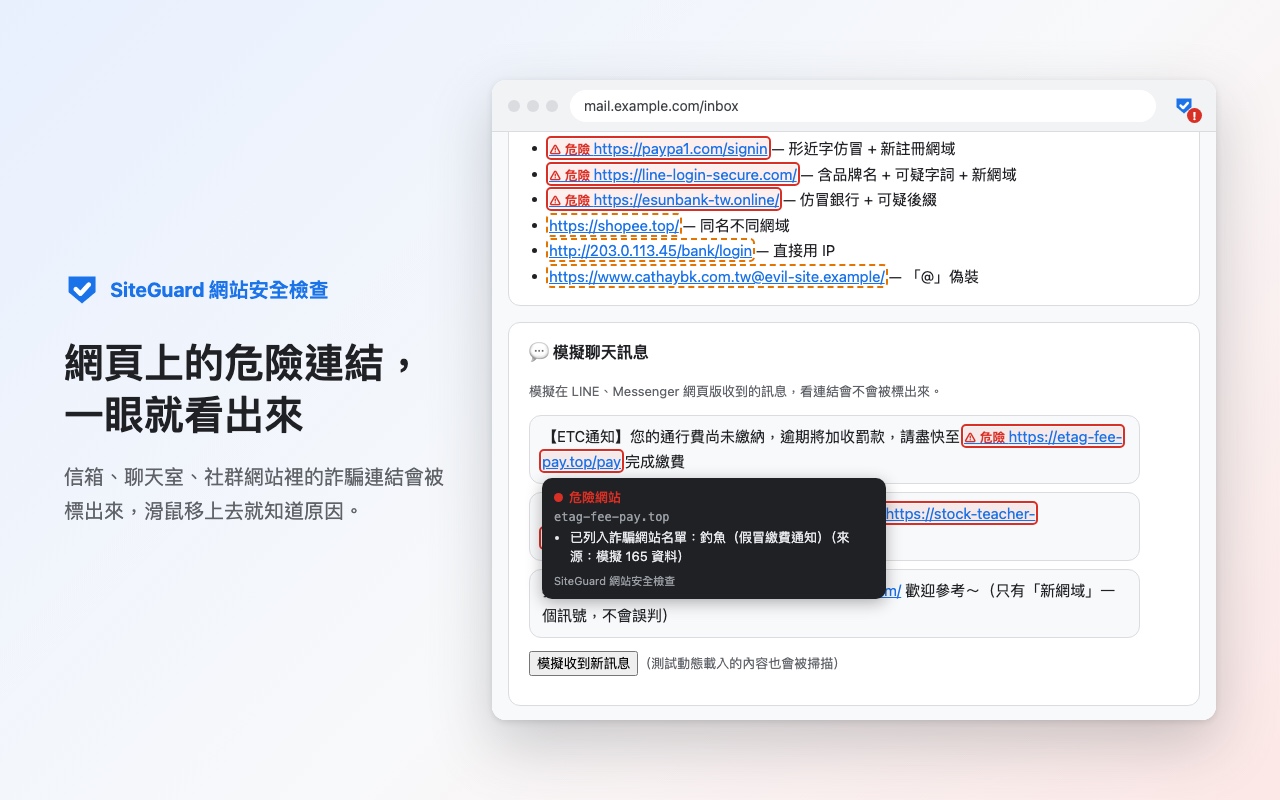 SiteGuard 網站安全檢查
網頁上的危險連結，
一眼就看出來
信箱、聊天室、社群網站裡的詐騙連結會被
標出來，滑鼠移上去就知道原因。
mail.example.com/inbox
危險 https://paypa1.com/signin — 形近字仿冒 + 新註冊網域
危險 https://line-login-secure.com/ — 含品牌名 + 可疑字詞 + 新網域
危險 https://esunbank-tw.online/ — 仿冒銀行 + 可疑後綴
https://shopee.top/ — 同名不同網域
http://203.0.113.45/bank/login — 直接用 IP
https://www.cathaybk.com.tw@evil-site.example/ — 「@」偽裝
模擬聊天訊息
模擬在 LINE、Messenger 網頁版收到的訊息，看連結會不會被標出來。
【ETC通知】您的通行費尚未繳納，逾期將加收罰款，請盡快至 危險 https://etag-fee-
pay.top/pay 完成繳費
危險網站
etag-fee-pay.top
已列入詐騙網站名單：釣魚（假冒繳費通知）（來
源：模擬 165 資料）
SiteGuard 網站安全檢查
https://stock-teacher-
m/ 歡迎參考～（只有「新網域」一
個訊號，不會誤判）
模擬收到新訊息 （測試動態載入的內容也會被掃描）